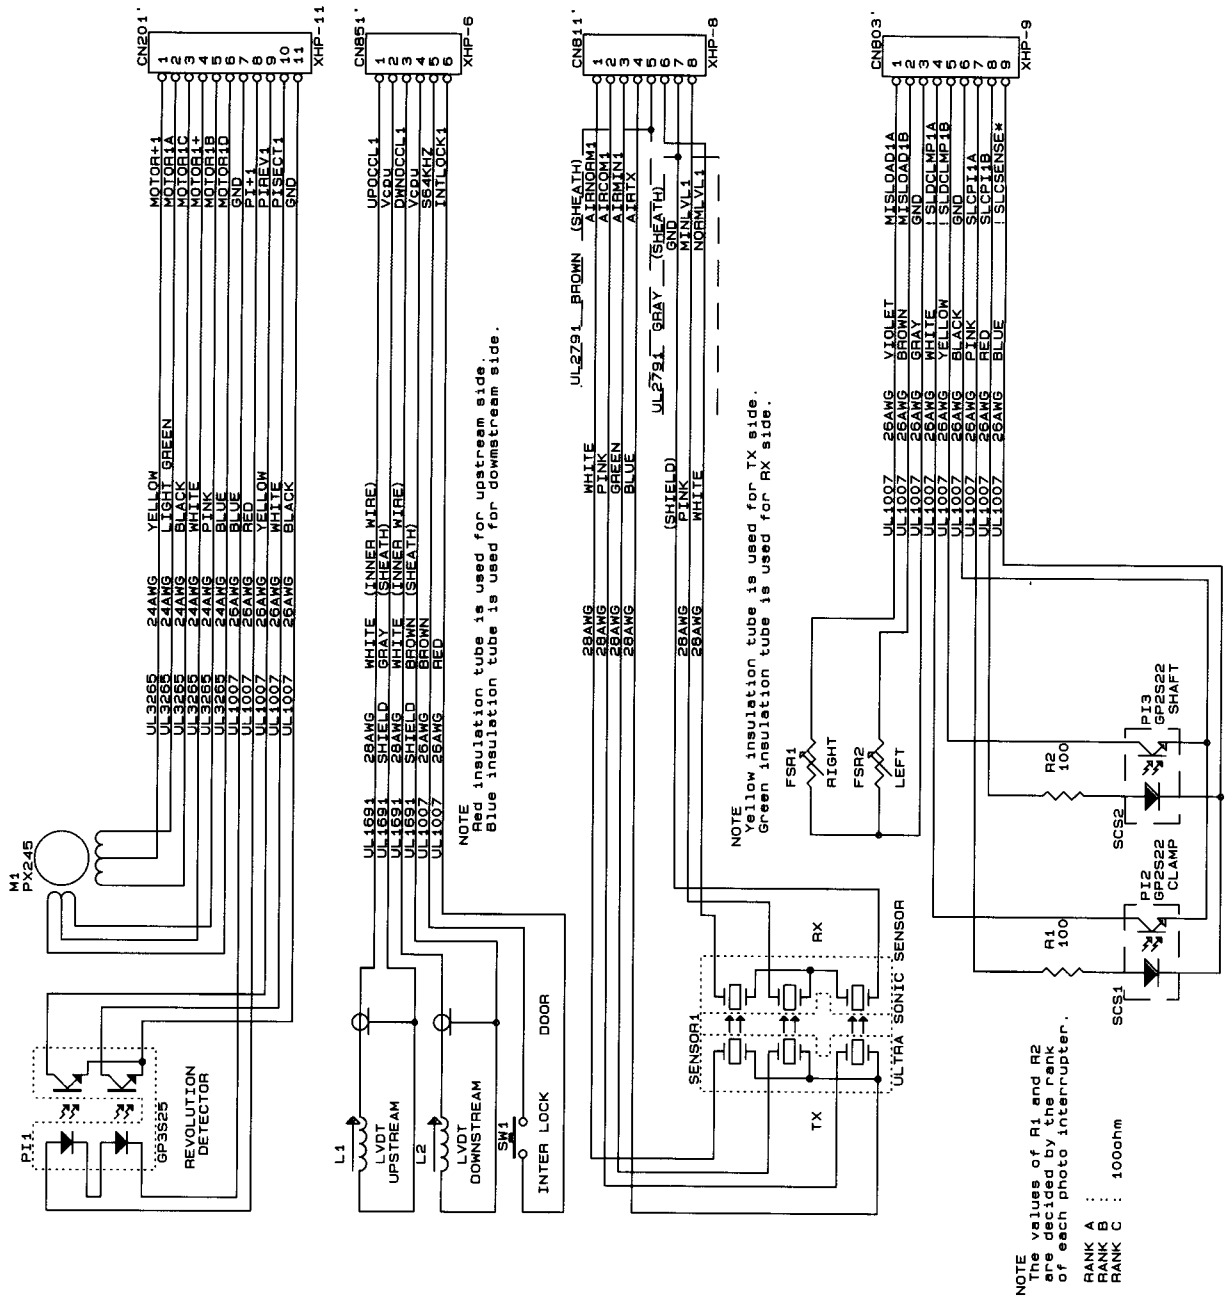 CN201'
XHP-11
1
2
3
4
5
6
7
8
9
10
11
MOTOR+1
MOTOR1A
MOTOR1C
MOTOR1+
MOTOR1B
MOTOR1D
GND
PI+1
PIREV1
PISECT1
GND
UL3265 24AWG YELLOW
UL3265 24AWG LIGHT GREEN
UL3265 24AWG BLACK
UL3265 24AWG WHITE
UL3265 24AWG PINK
UL3265 24AWG BLUE
UL1007 26AWG BLUE
UL1007 26AWG RED
UL1007 26AWG YELLOW
UL1007 26AWG WHITE
UL1007 26AWG BLACK
M1
PX245
PI1
GP3S25
REVOLUTION
DETECTOR
CN851'
XHP-6
1
2
3
4
5
6
UPOCCL1
Vcpu
DWNOCCL1
Vcpu
S64KHZ
INTLOCK1
UL1691 28AWG WHITE (INNER WIRE)
UL1691 SHIELD GRAY (SHEATH)
UL1691 28AWG WHITE (INNER WIRE)
UL1691 SHIELD BROWN (SHEATH)
UL1007 26AWG BROWN
UL1007 26AWG RED
NOTE
Red insulation tube is used for upstream side.
Blue insulation tube is used for dowmstream side.
L1
LVDT
UPSTREAM
L2
LVDT
DOWNSTREAM
SW1
INTER LOCK
DOOR
CN811'
XHP-8
1
2
3
4
5
6
7
8
UL2791 BROWN (SHEATH)
AIRNORM1
AIRCOM1
AIRMIN1
AIRTX
UL2791 GRAY (SHEATH)
GND
MINLVL1
NORMLVL1
28AWG WHITE
28AWG PINK
28AWG GREEN
28AWG BLUE
(SHIELD)
28AWG PINK
28AWG WHITE
NOTE
Yellow insulation tube is used for TX side.
Green insulation tube is used for RX side.
SENSOR1
TX
RX
ULTRA SONIC SENSOR
CN803'
XHP-9
1
2
3
4
5
6
7
8
9
MISLOAD1A
MISLOAD1B
GND
!SLDCLMP1A
!SLDCLMP1B
GND
SLCPI1A
SLCPI1B
!SLCSENSE*
UL1007 26AWG VIOLET
UL1007 26AWG BROWN
UL1007 26AWG GRAY
UL1007 26AWG WHITE
UL1007 26AWG YELLOW
UL1007 26AWG BLACK
UL1007 26AWG PINK
UL1007 26AWG RED
UL1007 26AWG BLUE
FSR1
RIGHT
FSR2
LEFT
R2
100
SCS2
PI3
GP2S22
SHAFT
R1
100
SCS1
PI2
GP2S22
CLAMP
NOTE
The values of R1 and R2
are decided by the rank
of each photo interrupter.
RANK A :
RANK B :
RANK C : 100ohm